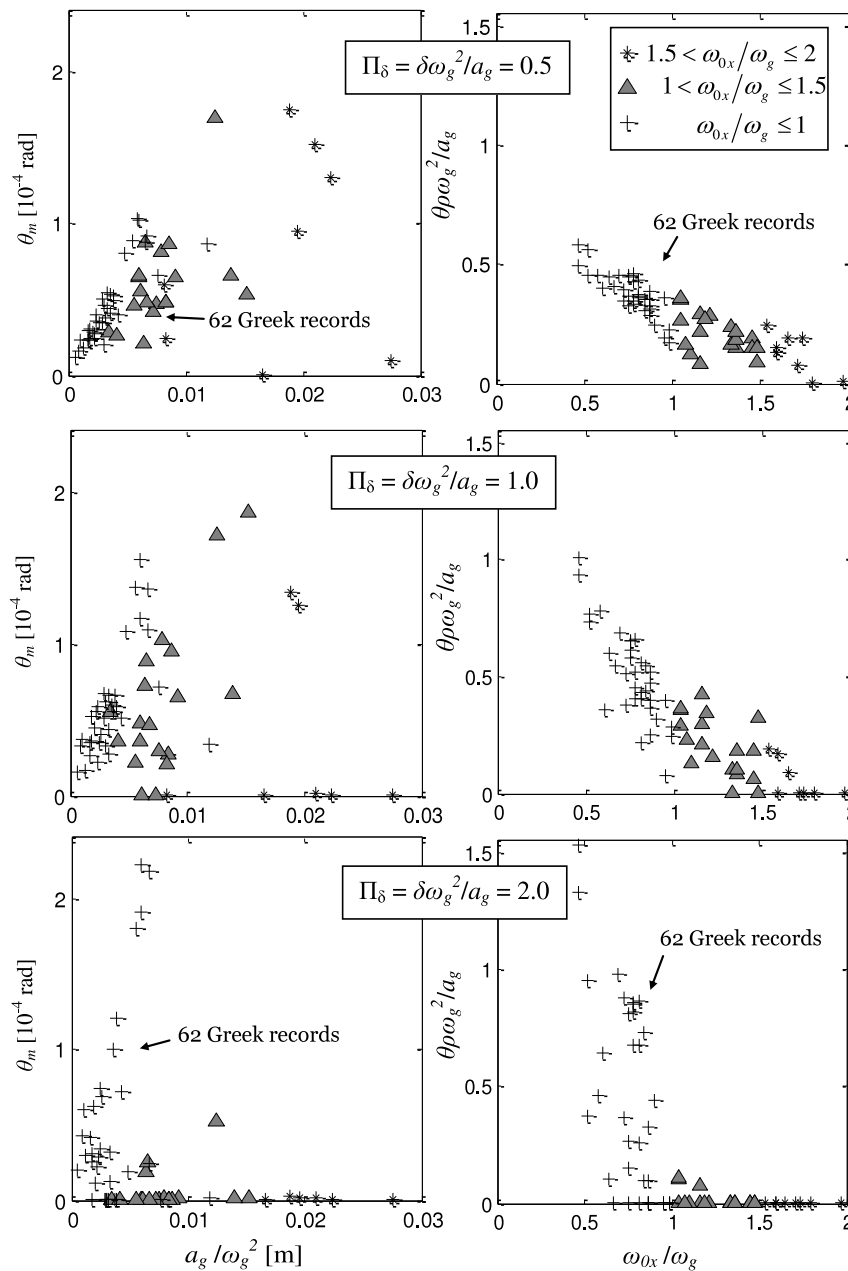 Π_δ = δω_g²/a_g = 0.5
1.5 < ω_0x/ω_g ≤ 2
1 < ω_0x/ω_g ≤ 1.5
ω_0x/ω_g ≤ 1
θ_m [10⁻⁴ rad]
2
1
0
0
0.01
0.02
0.03
62 Greek records
θρω_g²/a_g
1.5
1
0.5
0
0
0.5
1
1.5
2
62 Greek records
Π_δ = δω_g²/a_g = 1.0
θ_m [10⁻⁴ rad]
2
1
0
0
0.01
0.02
0.03
θρω_g²/a_g
1.5
1
0.5
0
0
0.5
1
1.5
2
Π_δ = δω_g²/a_g = 2.0
θ_m [10⁻⁴ rad]
2
1
0
0
0.01
0.02
0.03
62 Greek records
a_g/ω_g² [m]
θρω_g²/a_g
1.5
1
0.5
0
0
0.5
1
1.5
2
62 Greek records
ω_0x/ω_g